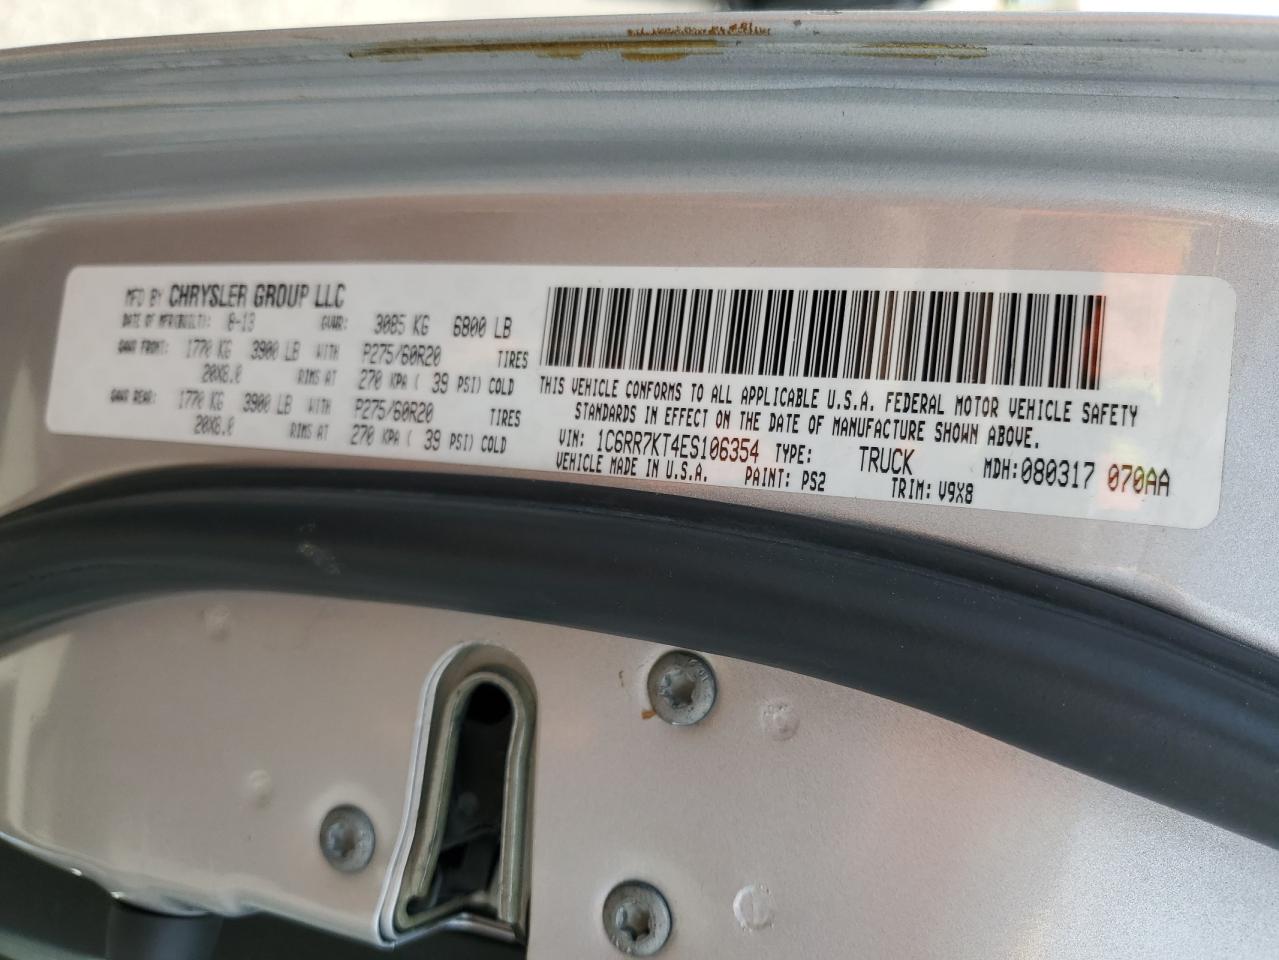 MFD BY CHRYSLER GROUP LLC
DATE OF MFR(BUILT): 8-13 GVWR: 3085 KG 6800 LB
GAWR FRONT: 1770 KG 3900 LB WITH P275/60R20 TIRES
20X8.0 RIMS AT 270 KPA ( 39 PSI) COLD
GAWR REAR: 1770 KG 3900 LB WITH P275/60R20 TIRES
20X8.0 RIMS AT 270 KPA ( 39 PSI) COLD
THIS VEHICLE CONFORMS TO ALL APPLICABLE U.S.A. FEDERAL MOTOR VEHICLE SAFETY
STANDARDS IN EFFECT ON THE DATE OF MANUFACTURE SHOWN ABOVE.
VIN: 1C6RR7KT4ES106354 TYPE: TRUCK MDH:080317 070AA
VEHICLE MADE IN U.S.A. PAINT: PS2 TRIM: V9X8